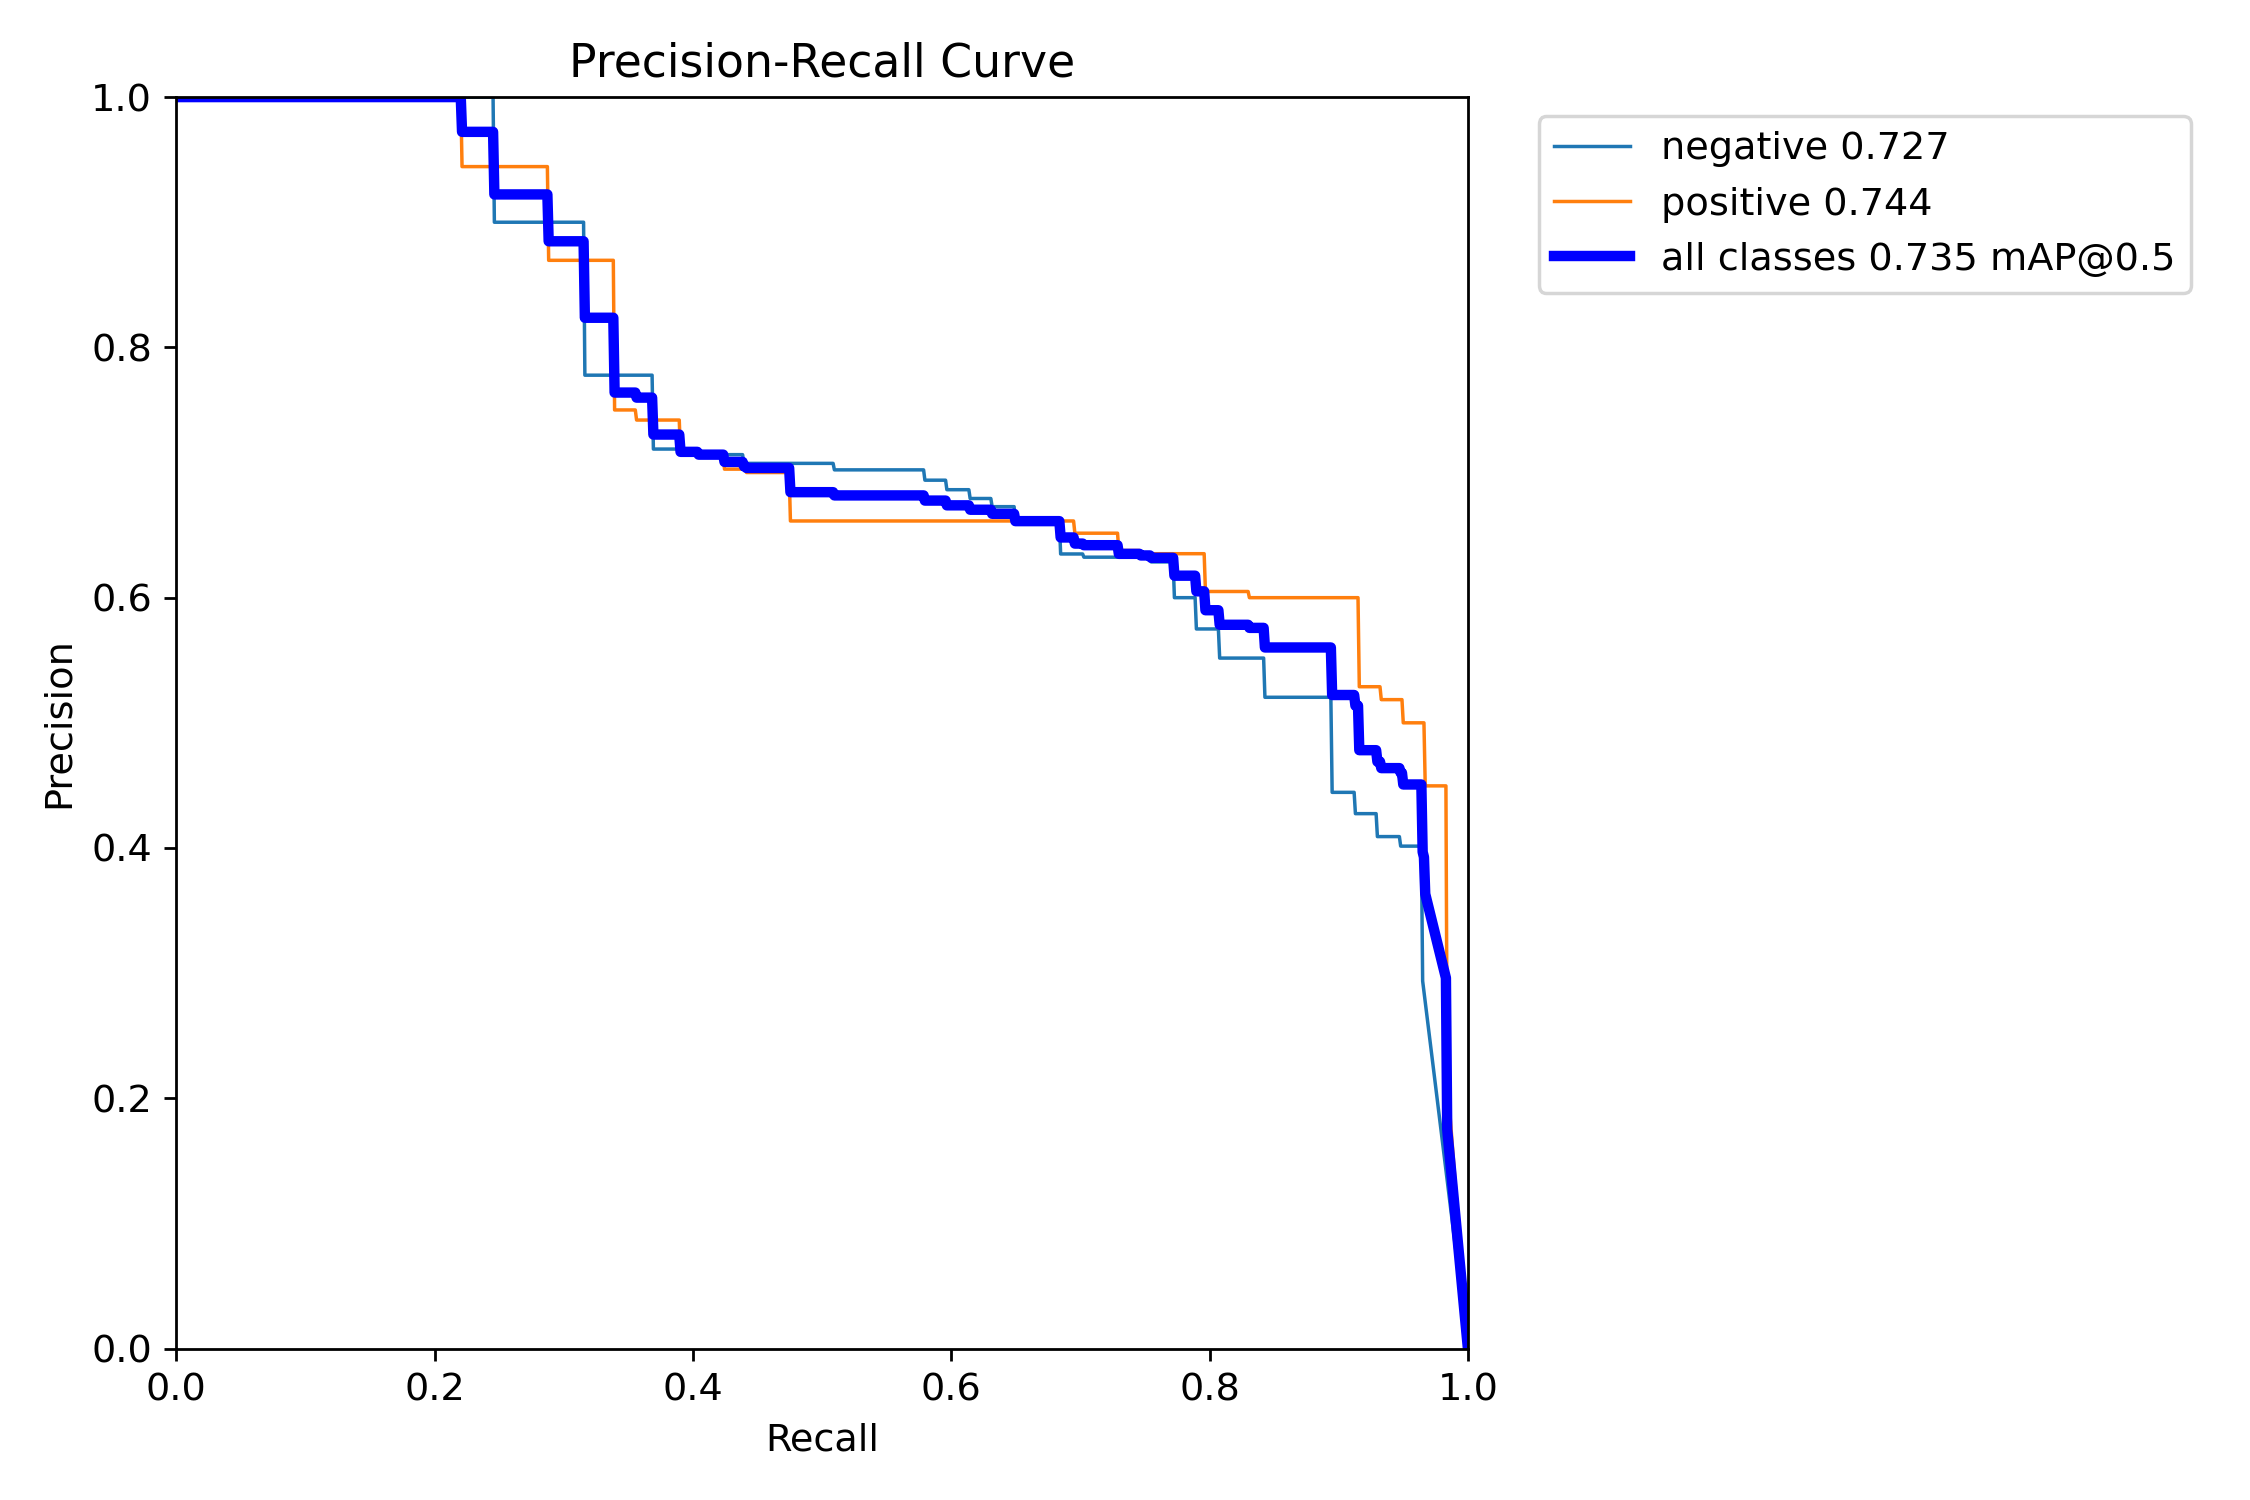 Precision-Recall Curve
1.0
0.8
0.6
0.4
0.2
0.0
Precision
0.0 0.2 0.4 0.6 0.8 1.0
Recall
negative 0.727
positive 0.744
all classes 0.735 mAP@0.5